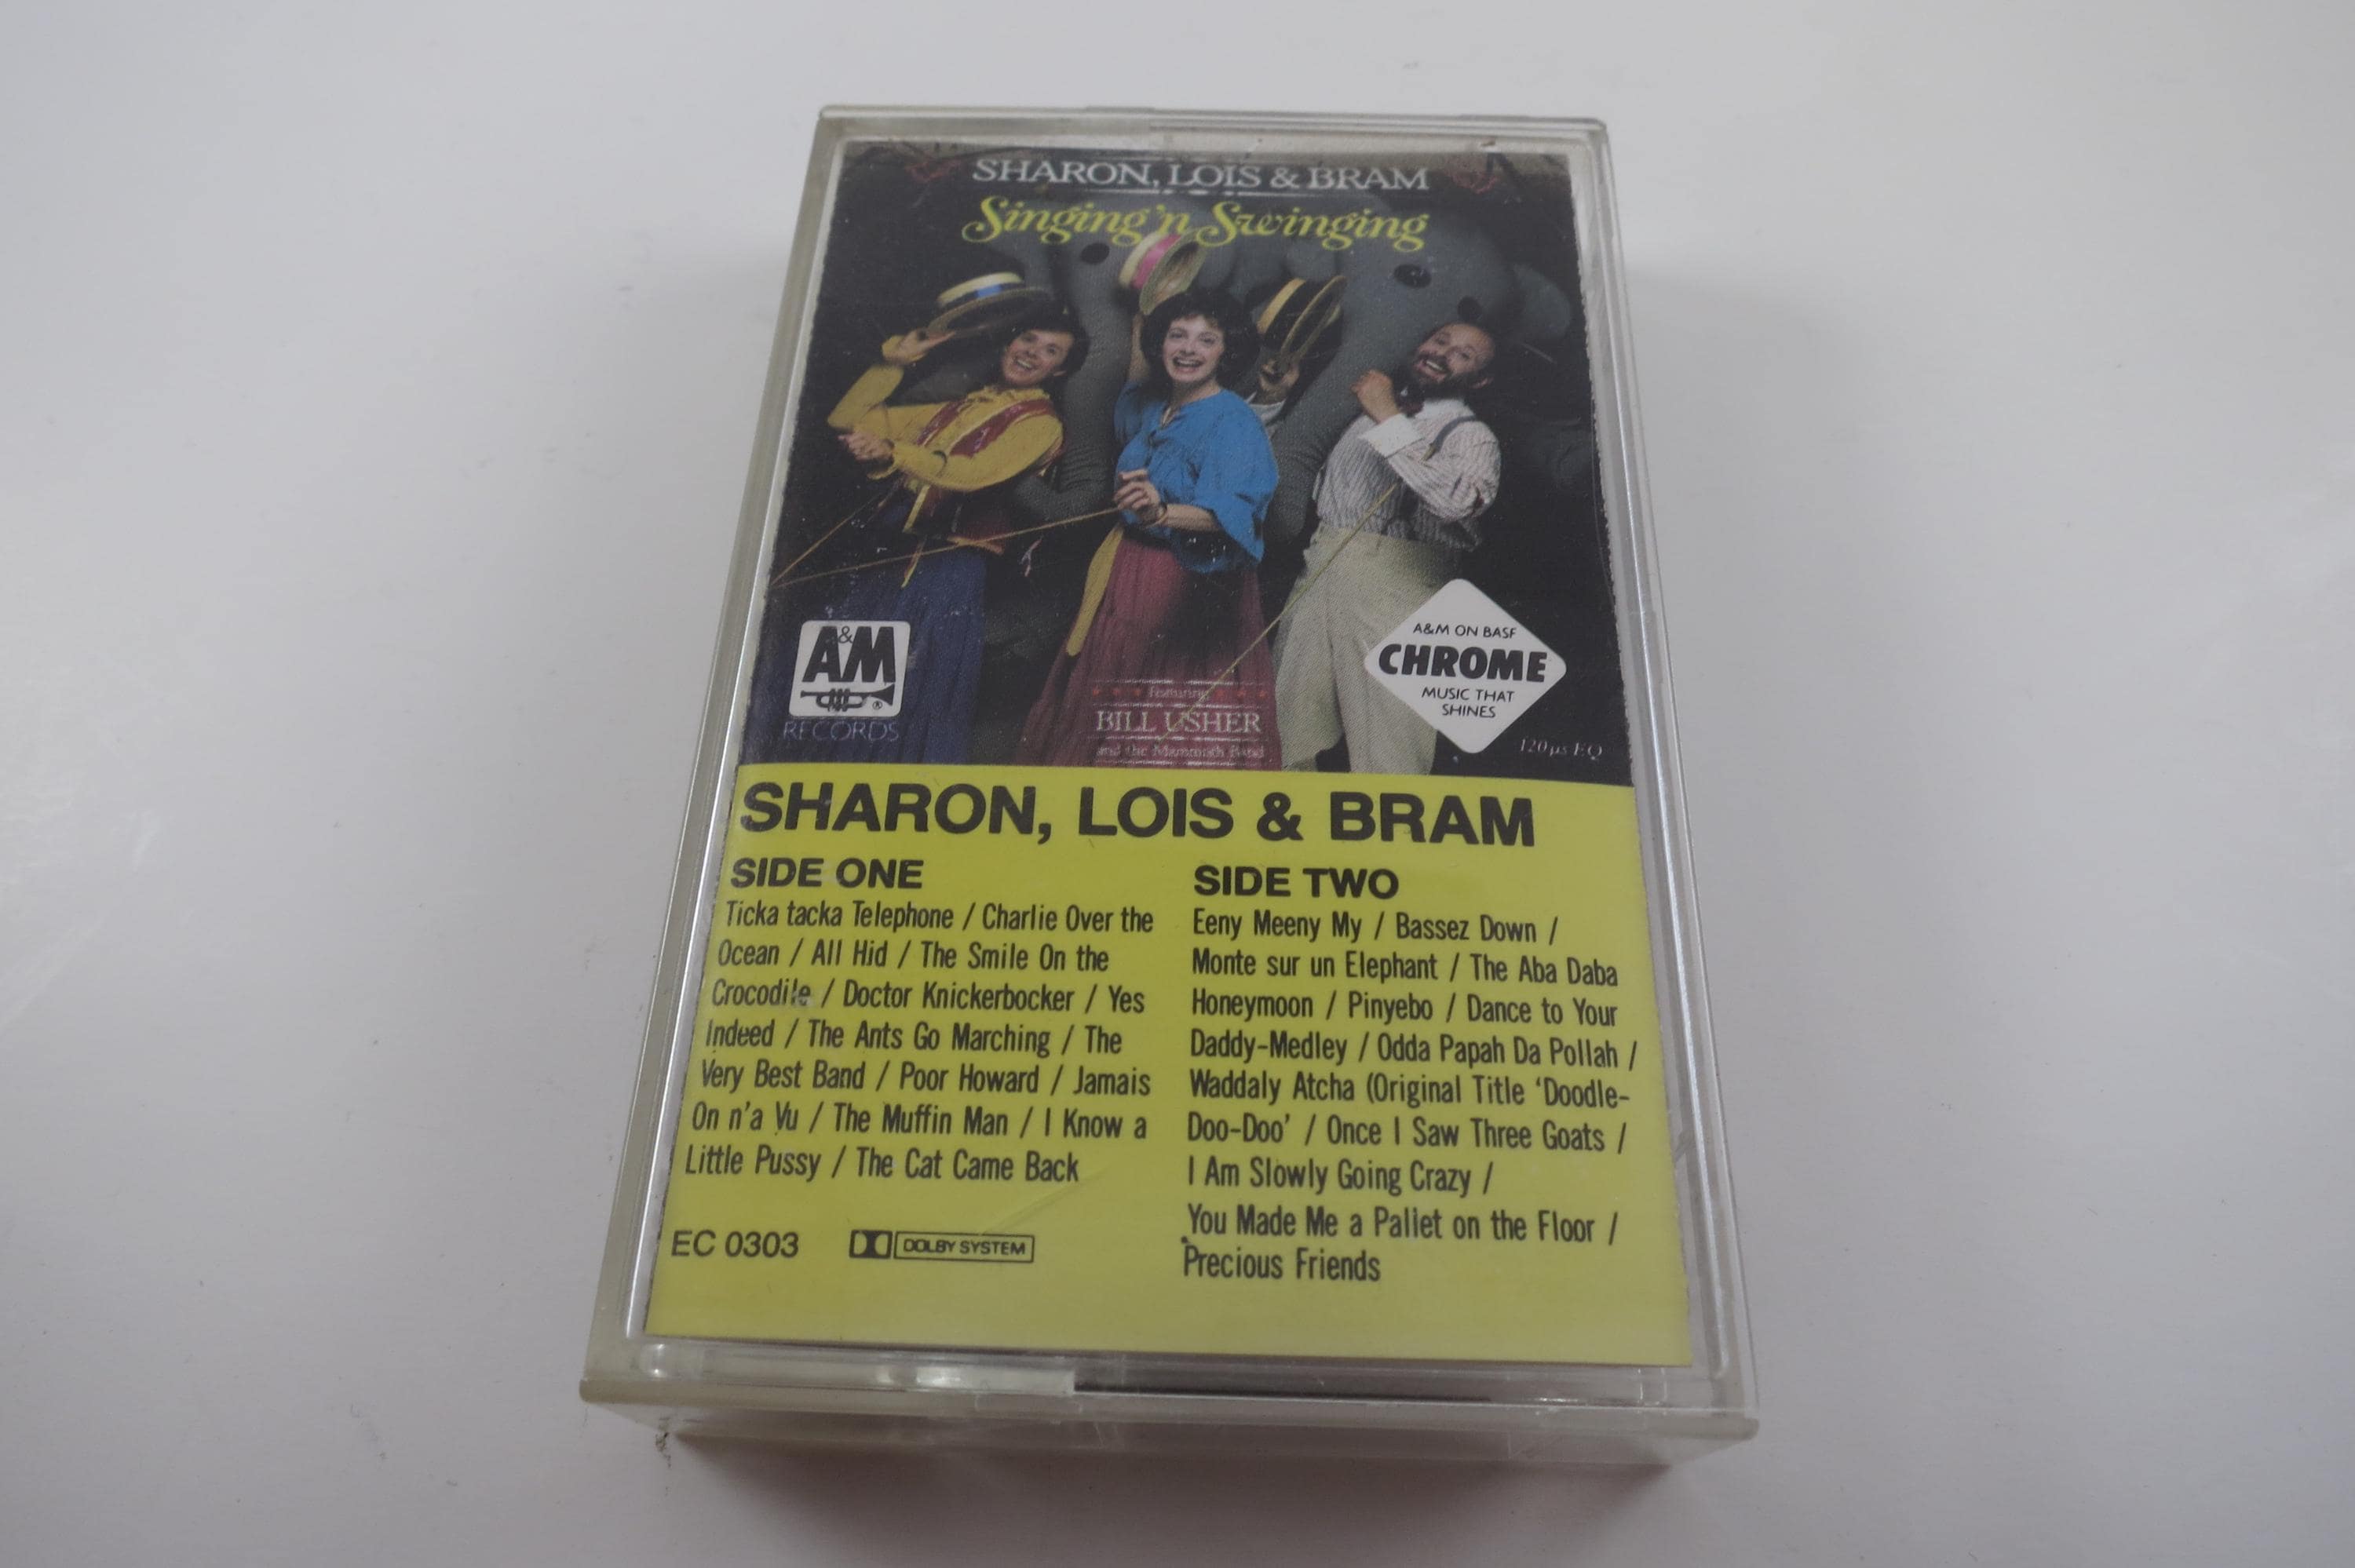 SHARON, LOIS & BRAM
Singing 'n Swinging
A&M
®
RECORDS
Featuring
BILL USHER
and the Mammoth Band
A&M ON BASF
CHROME
MUSIC THAT
SHINES
120µs EQ
SHARON, LOIS & BRAM
SIDE ONE
Ticka tacka Telephone / Charlie Over the
Ocean / All Hid / The Smile On the
Crocodile / Doctor Knickerbocker / Yes
Indeed / The Ants Go Marching / The
Very Best Band / Poor Howard / Jamais
On n'a Vu / The Muffin Man / I Know a
Little Pussy / The Cat Came Back
EC 0303
DOLBY SYSTEM
SIDE TWO
Eeny Meeny My / Bassez Down /
Monte sur un Elephant / The Aba Daba
Honeymoon / Pinyebo / Dance to Your
Daddy-Medley / Odda Papah Da Pollah /
Waddaly Atcha (Original Title 'Doodle-
Doo-Doo' / Once I Saw Three Goats /
I Am Slowly Going Crazy /
You Made Me a Pallet on the Floor /
Precious Friends